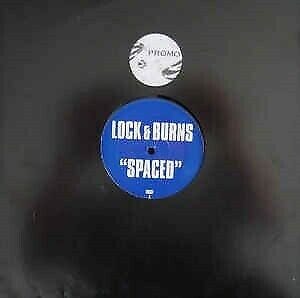 PROMO
LOCK & BURNS
"SPACED"